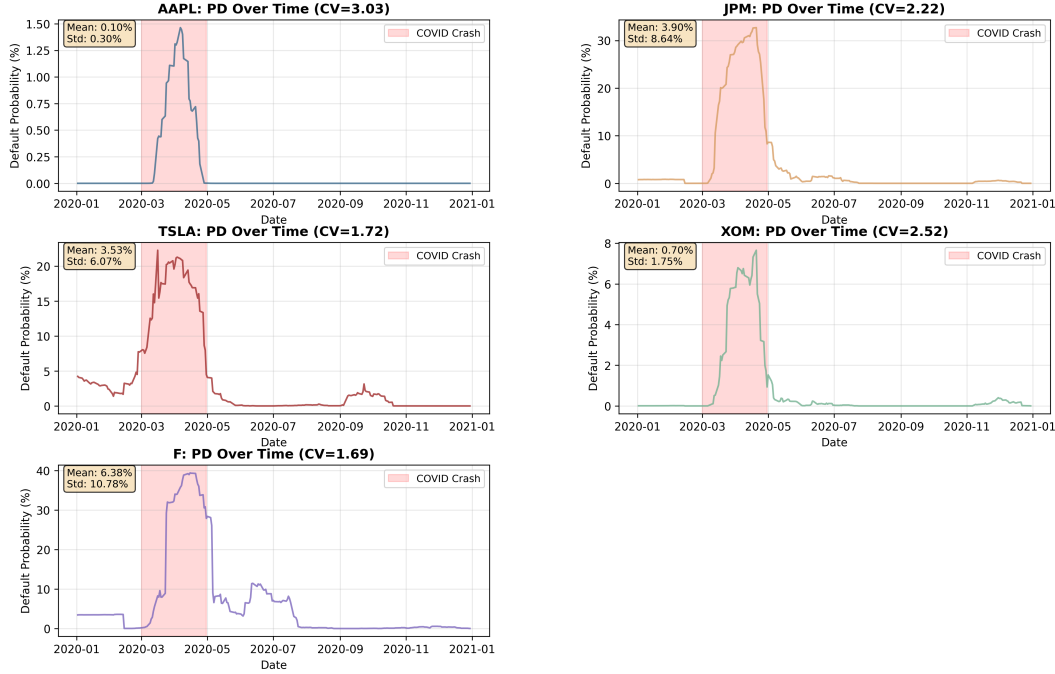 AAPL: PD Over Time (CV=3.03)
Mean: 0.10%
Std: 0.30%
COVID Crash
Default Probability (%)
1.50
1.25
1.00
0.75
0.50
0.25
0.00
2020-01 2020-03 2020-05 2020-07 2020-09 2020-11 2021-01
Date
JPM: PD Over Time (CV=2.22)
Mean: 3.90%
Std: 8.64%
COVID Crash
Default Probability (%)
30
20
10
0
2020-01 2020-03 2020-05 2020-07 2020-09 2020-11 2021-01
Date
TSLA: PD Over Time (CV=1.72)
Mean: 3.53%
Std: 6.07%
COVID Crash
Default Probability (%)
20
15
10
5
0
2020-01 2020-03 2020-05 2020-07 2020-09 2020-11 2021-01
Date
XOM: PD Over Time (CV=2.52)
Mean: 0.70%
Std: 1.75%
COVID Crash
Default Probability (%)
8
6
4
2
0
2020-01 2020-03 2020-05 2020-07 2020-09 2020-11 2021-01
Date
F: PD Over Time (CV=1.69)
Mean: 6.38%
Std: 10.78%
COVID Crash
Default Probability (%)
40
30
20
10
0
2020-01 2020-03 2020-05 2020-07 2020-09 2020-11 2021-01
Date